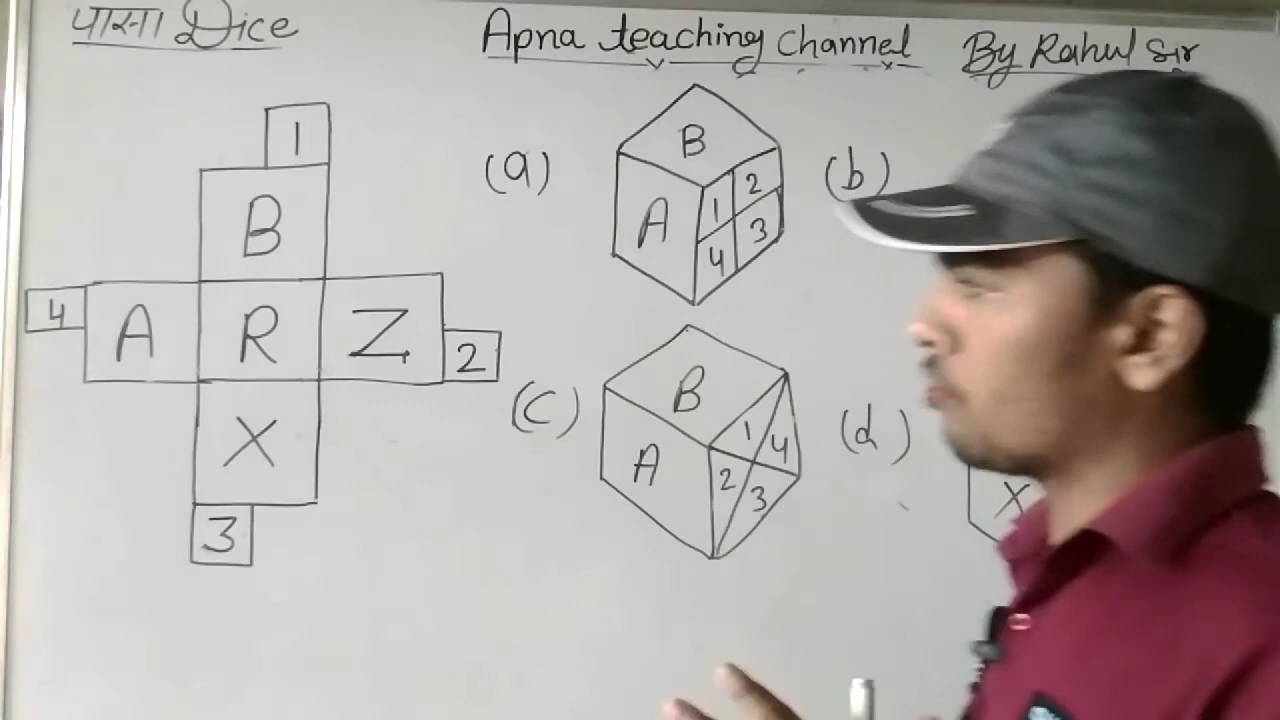 पासा Dice
Apna teaching channel By Rahul Sir
1
B
4 A R Z 2
X
3
(a)
B
A
1 2
4 3
(b)
(c)
B
A
1 4
2 3
(d)
X